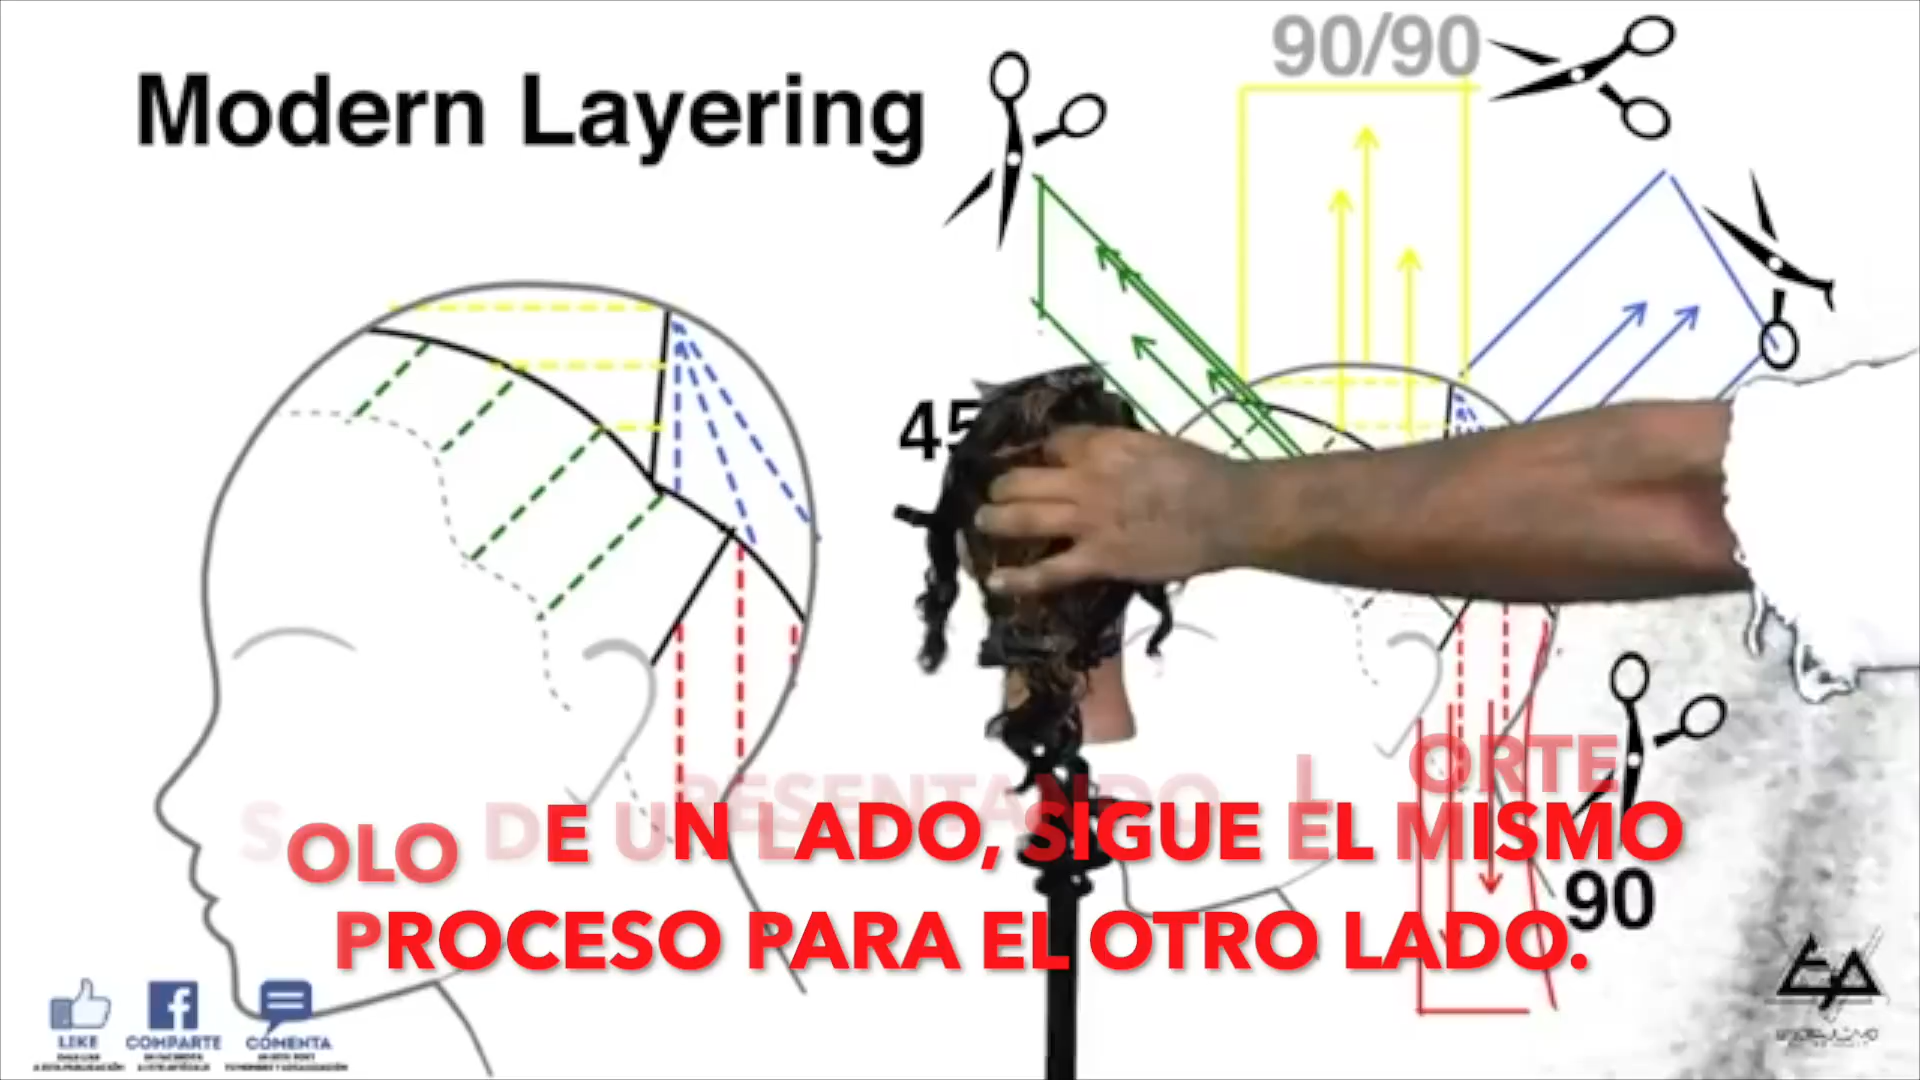 Modern Layering
90/90
45
SOLO DE UN LADO, SIGUE EL MISMO
PROCESO PARA EL OTRO LADO.
90
LIKE
COMPARTE
COMENTA